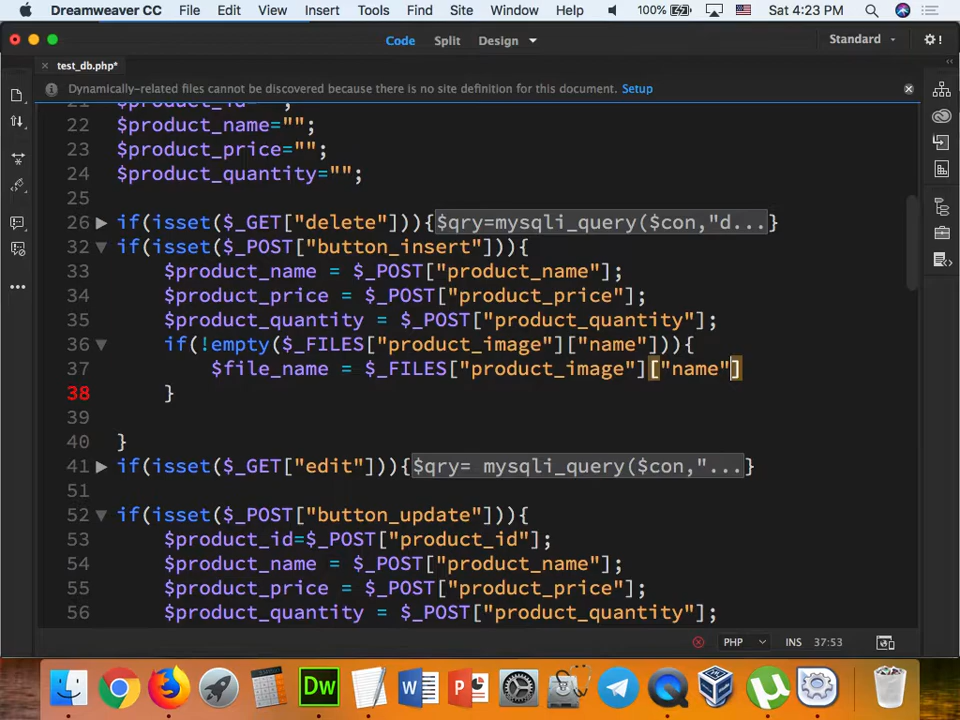 Dreamweaver CC File Edit View Insert Tools Find Site Window Help 100% Sat 4:23 PM
Code Split Design Standard
test_db.php*
Dynamically-related files cannot be discovered because there is no site definition for this document. Setup
22 $product_name="";
23 $product_price="";
24 $product_quantity="";
25
26 if(isset($_GET["delete"])){$qry=mysqli_query($con,"d...}
32 if(isset($_POST["button_insert"])){
33 $product_name = $_POST["product_name"];
34 $product_price = $_POST["product_price"];
35 $product_quantity = $_POST["product_quantity"];
36 if(!empty($_FILES["product_image"]["name"])){
37 $file_name = $_FILES["product_image"]["name"]
38 }
39
40 }
41 if(isset($_GET["edit"])){$qry= mysqli_query($con,"...}
51
52 if(isset($_POST["button_update"])){
53 $product_id=$_POST["product_id"];
54 $product_name = $_POST["product_name"];
55 $product_price = $_POST["product_price"];
56 $product_quantity = $_POST["product_quantity"];
PHP INS 37:53
Dw